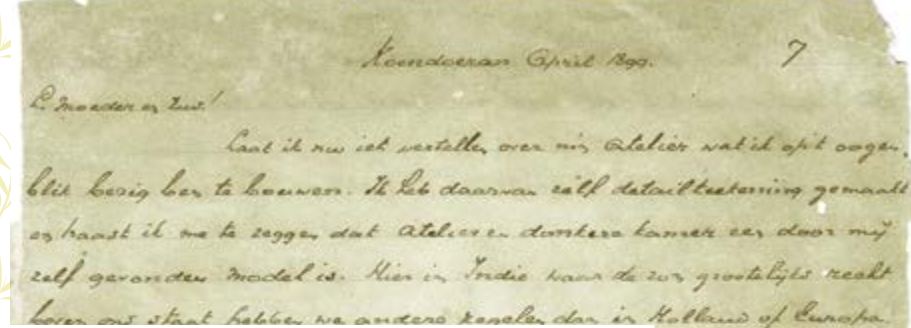 Koendoeran April 1899. 7
L. Moeder en Zus!
Laat ik nu iet vertellen over mijn Atelier wat ik op't oogen
blik bezig ben te bouwen. Ik heb daarvan zelf detailteekening gemaakt
en haast ik me te zeggen dat Atelier en donkere kamer een door mij
zelf gevonden model is. Hier in Indie waar de zon grootelijks recht
boven ons staat hebben we andere regelen dan in Holland of Europa.